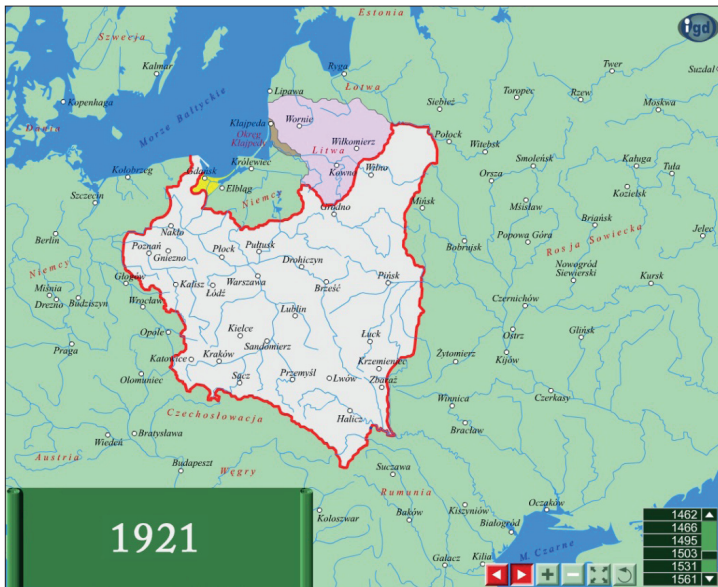 Estonia
igd
Szwecja
Kalmar
Ryga
Twer
Suzdal
Lipawa
Łotwa
Toropec
Rzew
Kopenhaga
Siebież
Moskwa
Morze Bałtyckie
Kłajpeda
Wornie
Dania
Okręg
Kłajpedy
Litwa
Wiłkomierz
Połock
Witebsk
Królewiec
Kowno
Wilno
Smoleńsk
Kaługa
Tuła
Kołobrzeg
Gdańsk
Elbląg
Orsza
Kozielsk
Szczecin
Niemcy
Grodno
Mińsk
Mścisław
Briańsk
Jelec
Berlin
Nakło
Bobrujsk
Popowa Góra
Rosja Sowiecka
Poznań
Gniezno
Płock
Pułtusk
Drohiczyn
Niemcy
Głogów
Kalisz
Łódź
Warszawa
Brześć
Pińsk
Nowogród
Siewierski
Kursk
Miśnia
Drezno
Budziszyn
Wrocław
Czernichów
Lublin
Opole
Kielce
Sandomierz
Łuck
Ostrz
Glińsk
Praga
Katowice
Kraków
Krzemieniec
Żytomierz
Kijów
Ołomuniec
Sącz
Przemyśl
Lwów
Zbaraż
Winnica
Czerkasy
Czechosłowacja
Halicz
Bracław
Wiedeń
Bratysława
Austria
Budapeszt
Węgry
Suczawa
Rumunia
Oczaków
Koloszwar
Baków
Kiszyniów
Białogród
1921
Gałacz
Kilia
M. Czarne
1462
1466
1495
1503
1531
1561